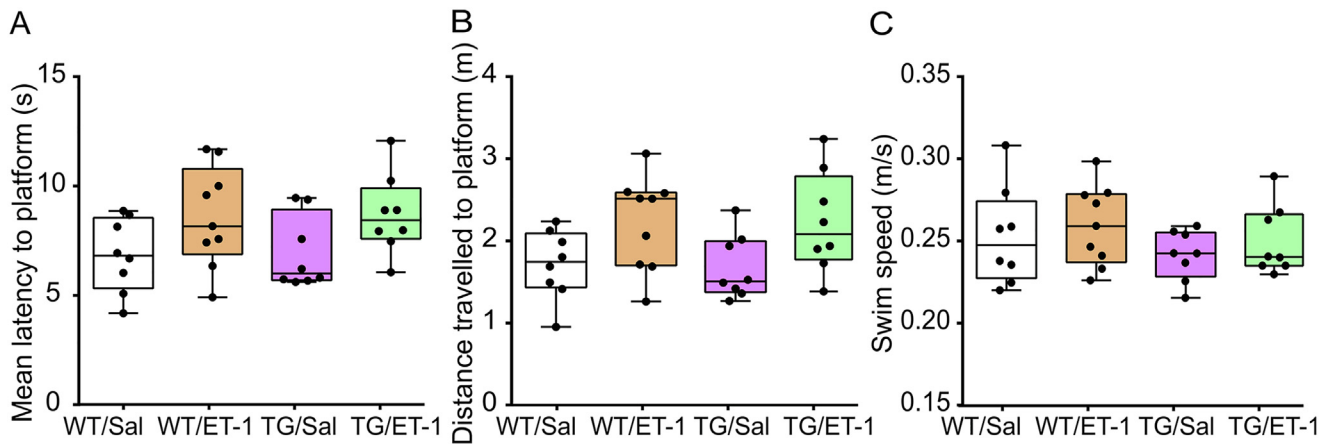 A
Mean latency to platform (s)
15
10
5
0
WT/Sal WT/ET-1 TG/Sal TG/ET-1
B
Distance travelled to platform (m)
4
3
2
1
0
WT/Sal WT/ET-1 TG/Sal TG/ET-1
C
Swim speed (m/s)
0.35
0.30
0.25
0.20
0.15
WT/Sal WT/ET-1 TG/Sal TG/ET-1